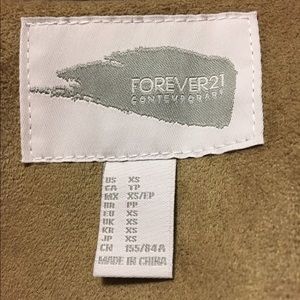 FOREVER21
CONTEMPORARY
US XS
CA TP
MX XS/EP
BR PP
EU XS
UK XS
KR XS
JP XS
CN 155/84A
MADE IN CHINA